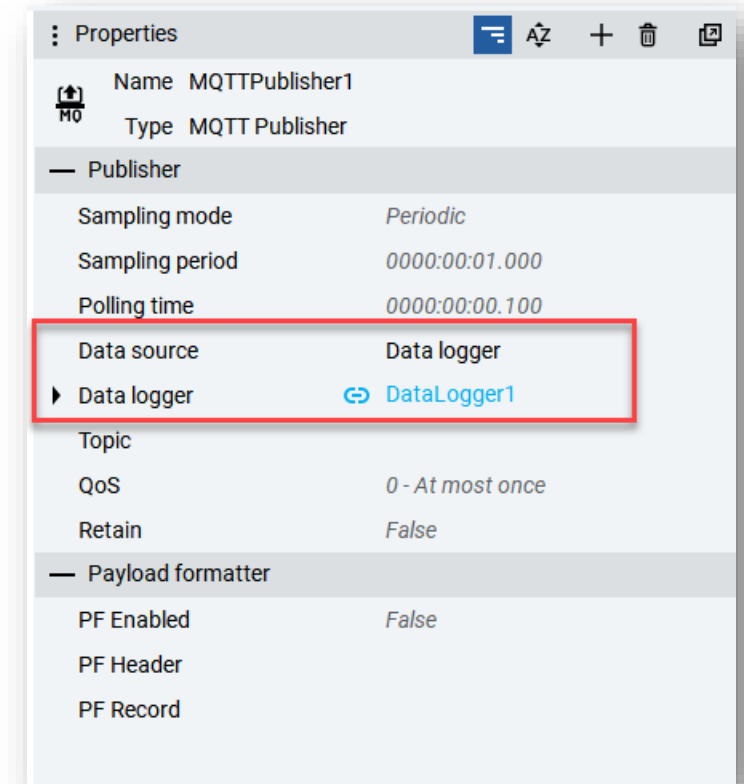 Properties AZ
Name MQTTPublisher1
MQ
Type MQTT Publisher
Publisher
Sampling mode Periodic
Sampling period 0000:00:01.000
Polling time 0000:00:00.100
Data source Data logger
Data logger DataLogger1
Topic
QoS 0 - At most once
Retain False
Payload formatter
PF Enabled False
PF Header
PF Record